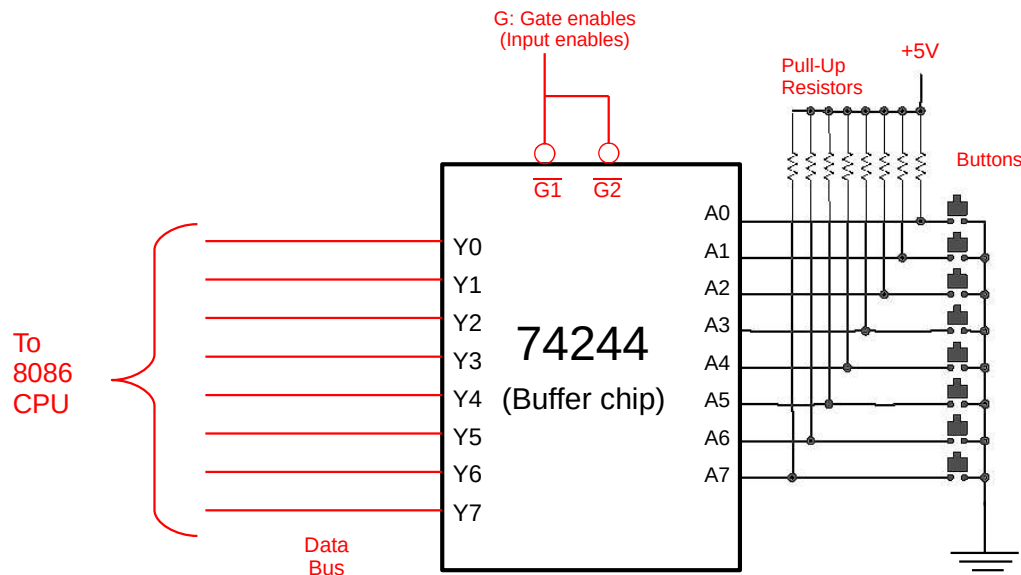 G: Gate enables
(Input enables)
+5V
Pull-Up
Resistors
Buttons
G1 G2
A0
A1
A2
A3
A4
A5
A6
A7
Y0
Y1
Y2
Y3
Y4
Y5
Y6
Y7
74244
(Buffer chip)
To
8086
CPU
Data
Bus